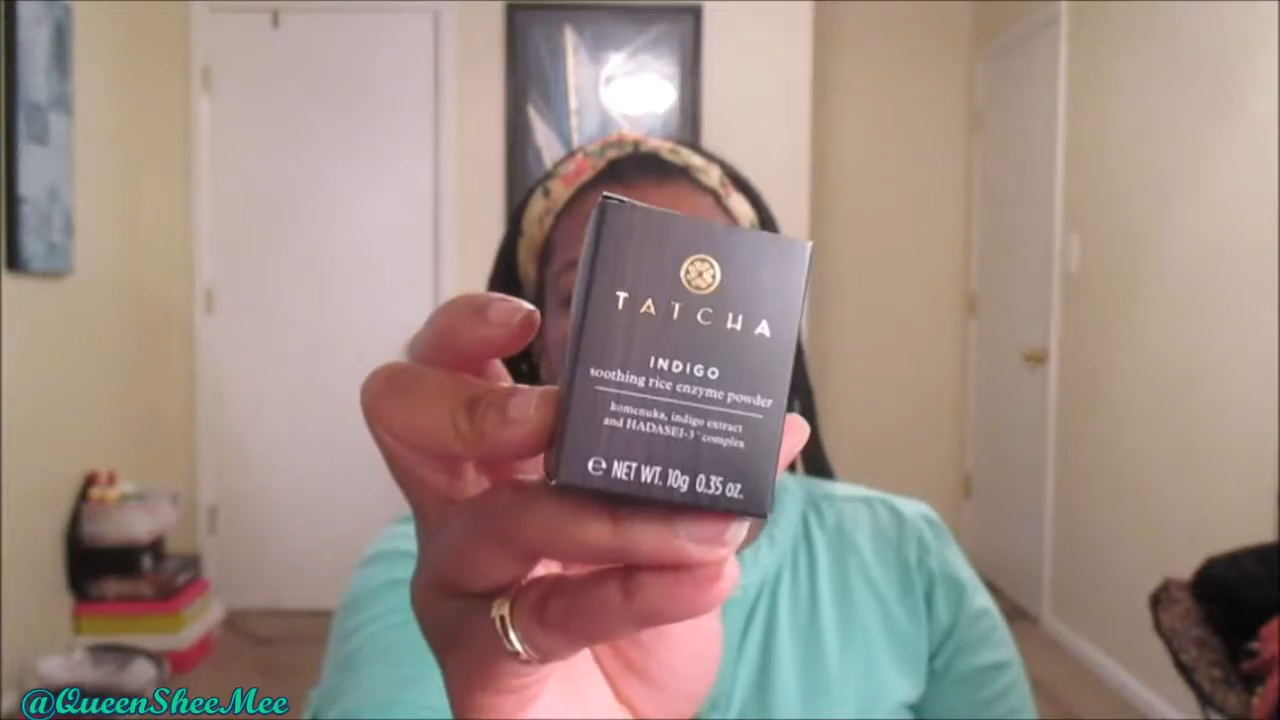 TATCHA
INDIGO
soothing rice enzyme powder
komenuka, indigo extract
and HADASEI-3™ complex
℮ NET WT. 10g 0.35 oz.
@QueenSheeMee